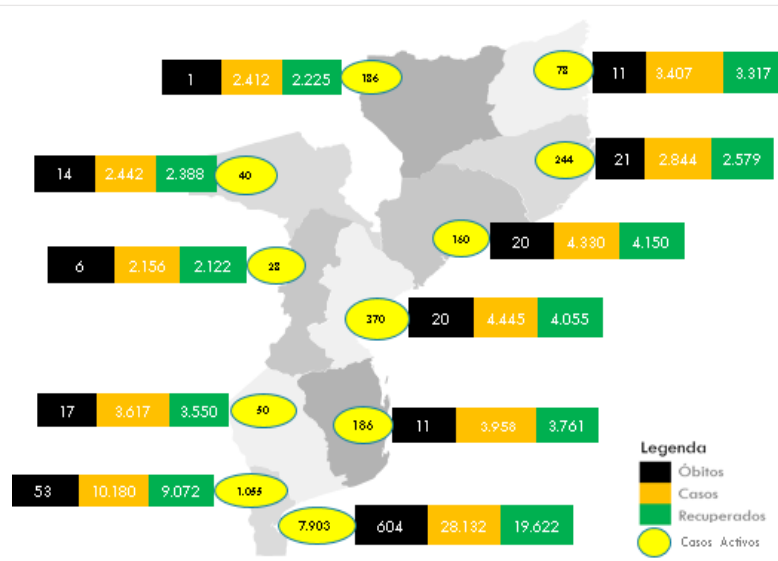 1 2.412 2.225 186
78 11 3.407 3.317
14 2.442 2.388 40
244 21 2.844 2.579
160 20 4.330 4.150
6 2.156 2.122 28
370 20 4.445 4.055
17 3.617 3.550 50
186 11 3.958 3.761
53 10.180 9.072 1.055
7.903 604 28.132 19.622
Legenda
Óbitos
Casos
Recuperados
Casos Activos